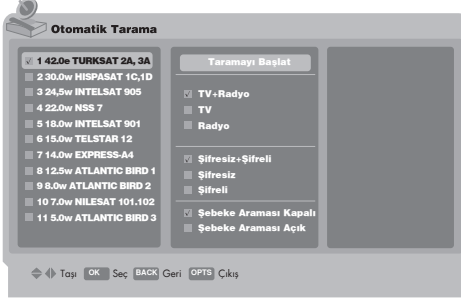 Otomatik Tarama
1 42.0e TURKSAT 2A, 3A
2 30.0w HISPASAT 1C,1D
3 24,5w INTELSAT 905
4 22.0w NSS 7
5 18.0w INTELSAT 901
6 15.0w TELSTAR 12
7 14.0w EXPRESS-A4
8 12.5w ATLANTIC BIRD 1
9 8.0w ATLANTIC BIRD 2
10 7.0w NILESAT 101.102
11 5.0w ATLANTIC BIRD 3
Taramayı Başlat
TV+Radyo
TV
Radyo
Şifresiz+Şifreli
Şifresiz
Şifreli
Şebeke Araması Kapalı
Şebeke Araması Açık
Taşı OK Seç BACK Geri OPTS Çıkış